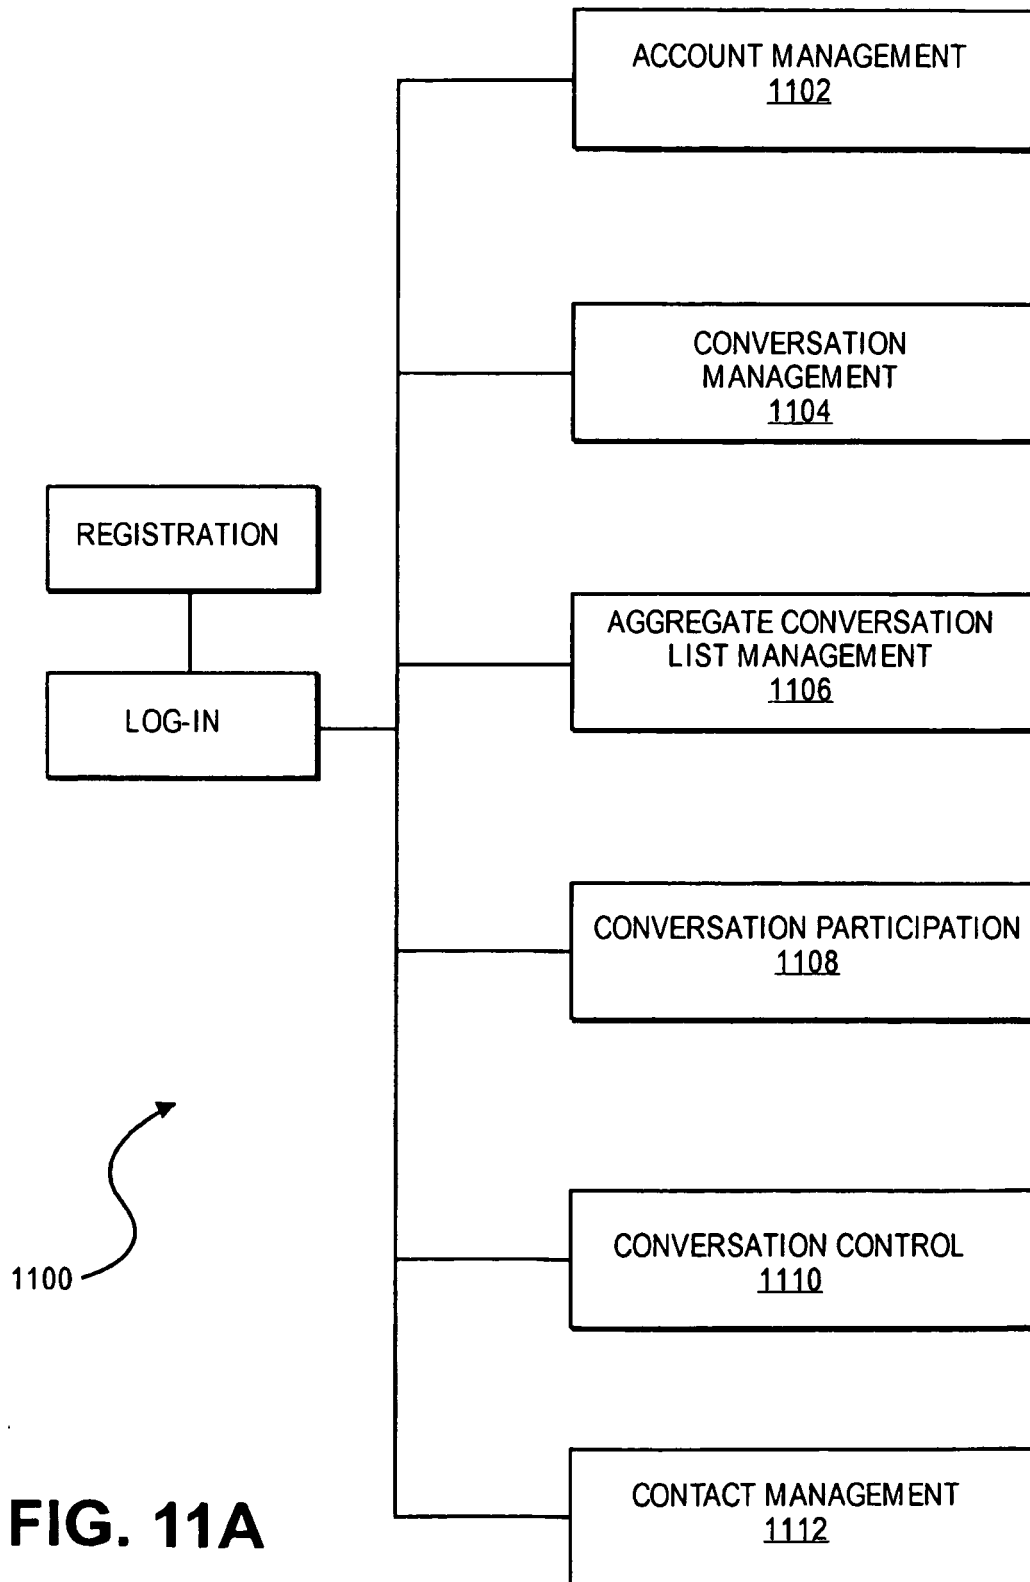 ACCOUNT MANAGEMENT
1102
CONVERSATION
MANAGEMENT
1104
REGISTRATION
LOG-IN
AGGREGATE CONVERSATION
LIST MANAGEMENT
1106
CONVERSATION PARTICIPATION
1108
1100
CONVERSATION CONTROL
1110
CONTACT MANAGEMENT
1112
FIG. 11A